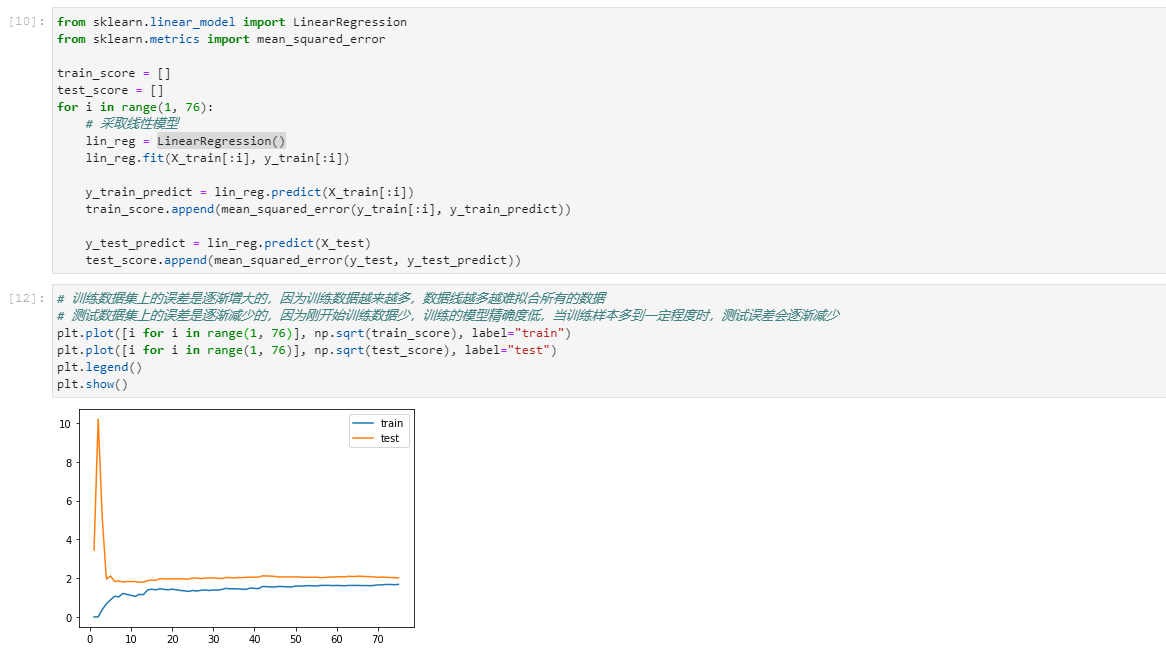 [10]:
from sklearn.linear_model import LinearRegression
from sklearn.metrics import mean_squared_error
train_score = []
test_score = []
for i in range(1, 76):
    # 采取线性模型
    lin_reg = LinearRegression()
    lin_reg.fit(X_train[:i], y_train[:i])
    y_train_predict = lin_reg.predict(X_train[:i])
    train_score.append(mean_squared_error(y_train[:i], y_train_predict))
    y_test_predict = lin_reg.predict(X_test)
    test_score.append(mean_squared_error(y_test, y_test_predict))
[12]:
# 训练数据集上的误差是逐渐增大的，因为训练数据越来越多，数据线越多越难拟合所有的数据
# 测试数据集上的误差是逐渐减少的，因为刚开始训练数据少，训练的模型精确度低，当训练样本多到一定程度时，测试误差会逐渐减少
plt.plot([i for i in range(1, 76)], np.sqrt(train_score), label="train")
plt.plot([i for i in range(1, 76)], np.sqrt(test_score), label="test")
plt.legend()
plt.show()
train
test
10
8
6
4
2
0
0 10 20 30 40 50 60 70